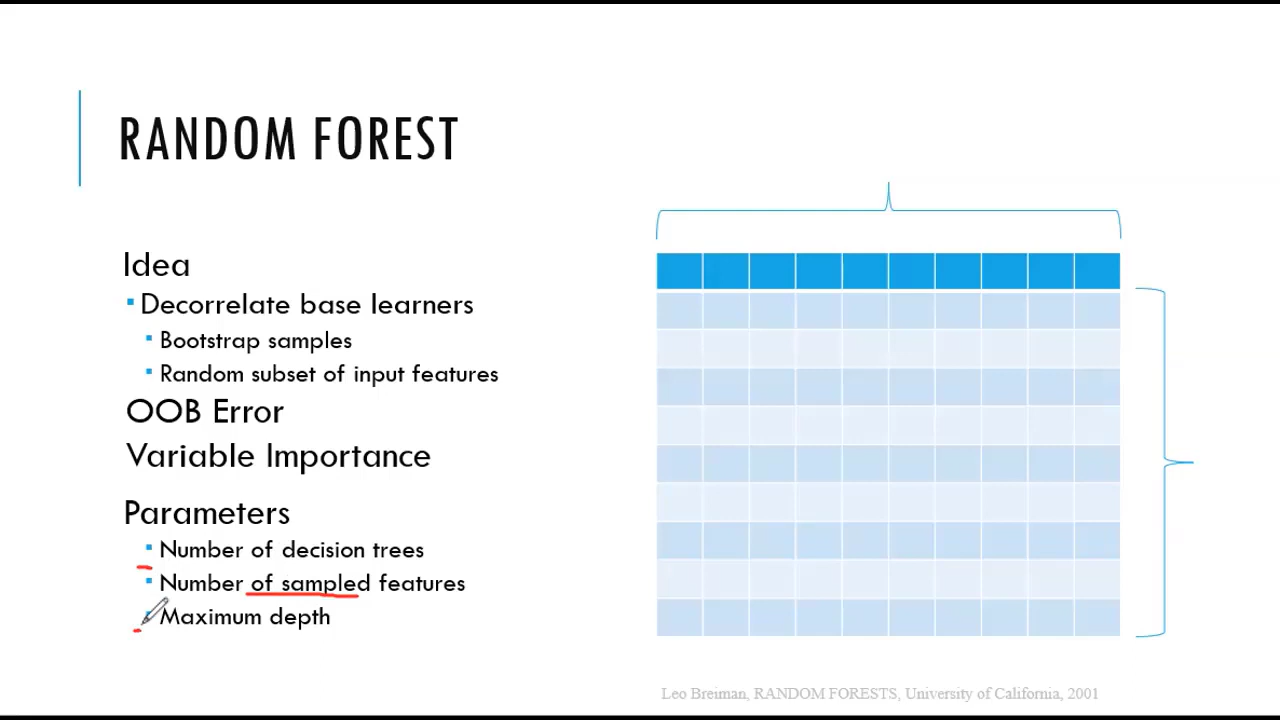 RANDOM FOREST
Idea
Decorrelate base learners
Bootstrap samples
Random subset of input features
OOB Error
Variable Importance
Parameters
Number of decision trees
Number of sampled features
Maximum depth
Leo Breiman, RANDOM FORESTS, University of California, 2001